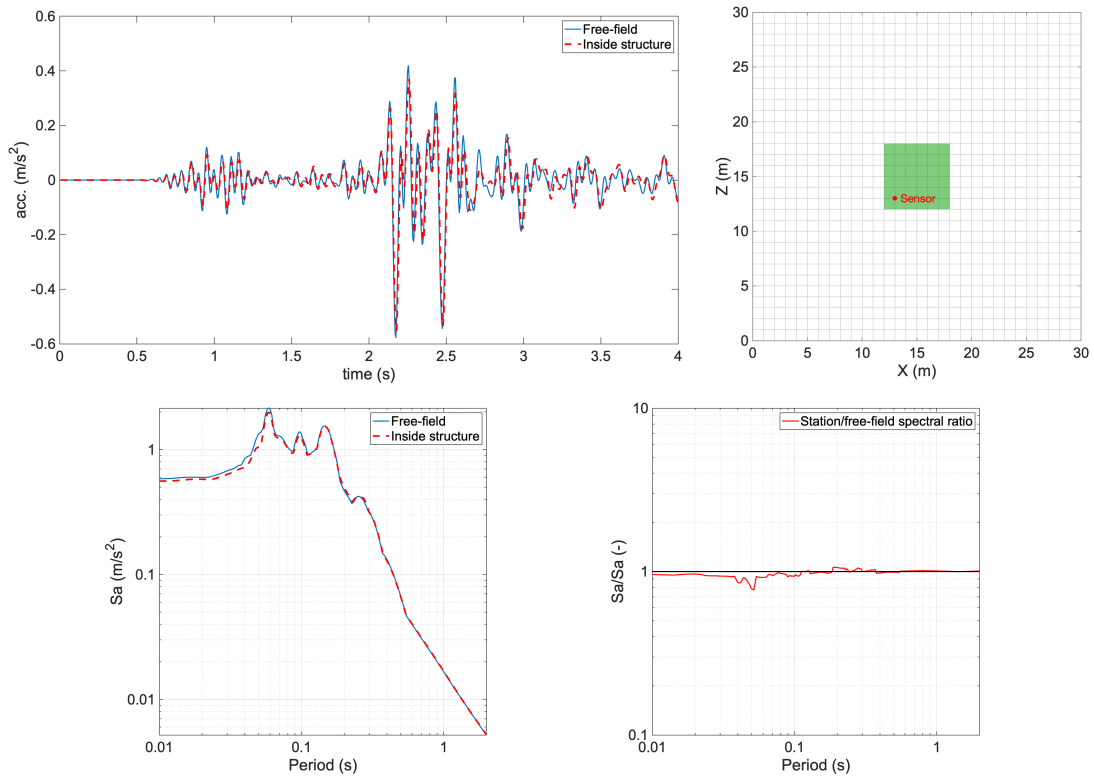 0.6
0.4
0.2
0
-0.2
-0.4
-0.6
acc. (m/s²)
0 0.5 1 1.5 2 2.5 3 3.5 4
time (s)
Free-field
Inside structure
30
25
20
15
10
5
0
Z (m)
Sensor
0 5 10 15 20 25 30
X (m)
1
0.1
0.01
Sa (m/s²)
Free-field
Inside structure
0.01 0.1 1
Period (s)
10
1
0.1
Sa/Sa (-)
Station/free-field spectral ratio
0.01 0.1 1
Period (s)